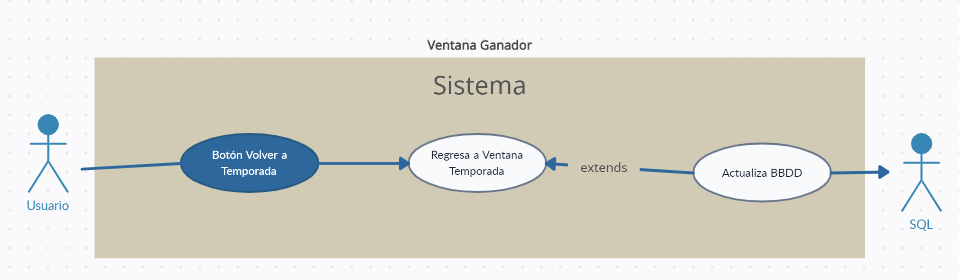 Ventana Ganador
Sistema
Botón Volver a
Temporada
Regresa a Ventana
Temporada
extends
Actualiza BBDD
Usuario
SQL